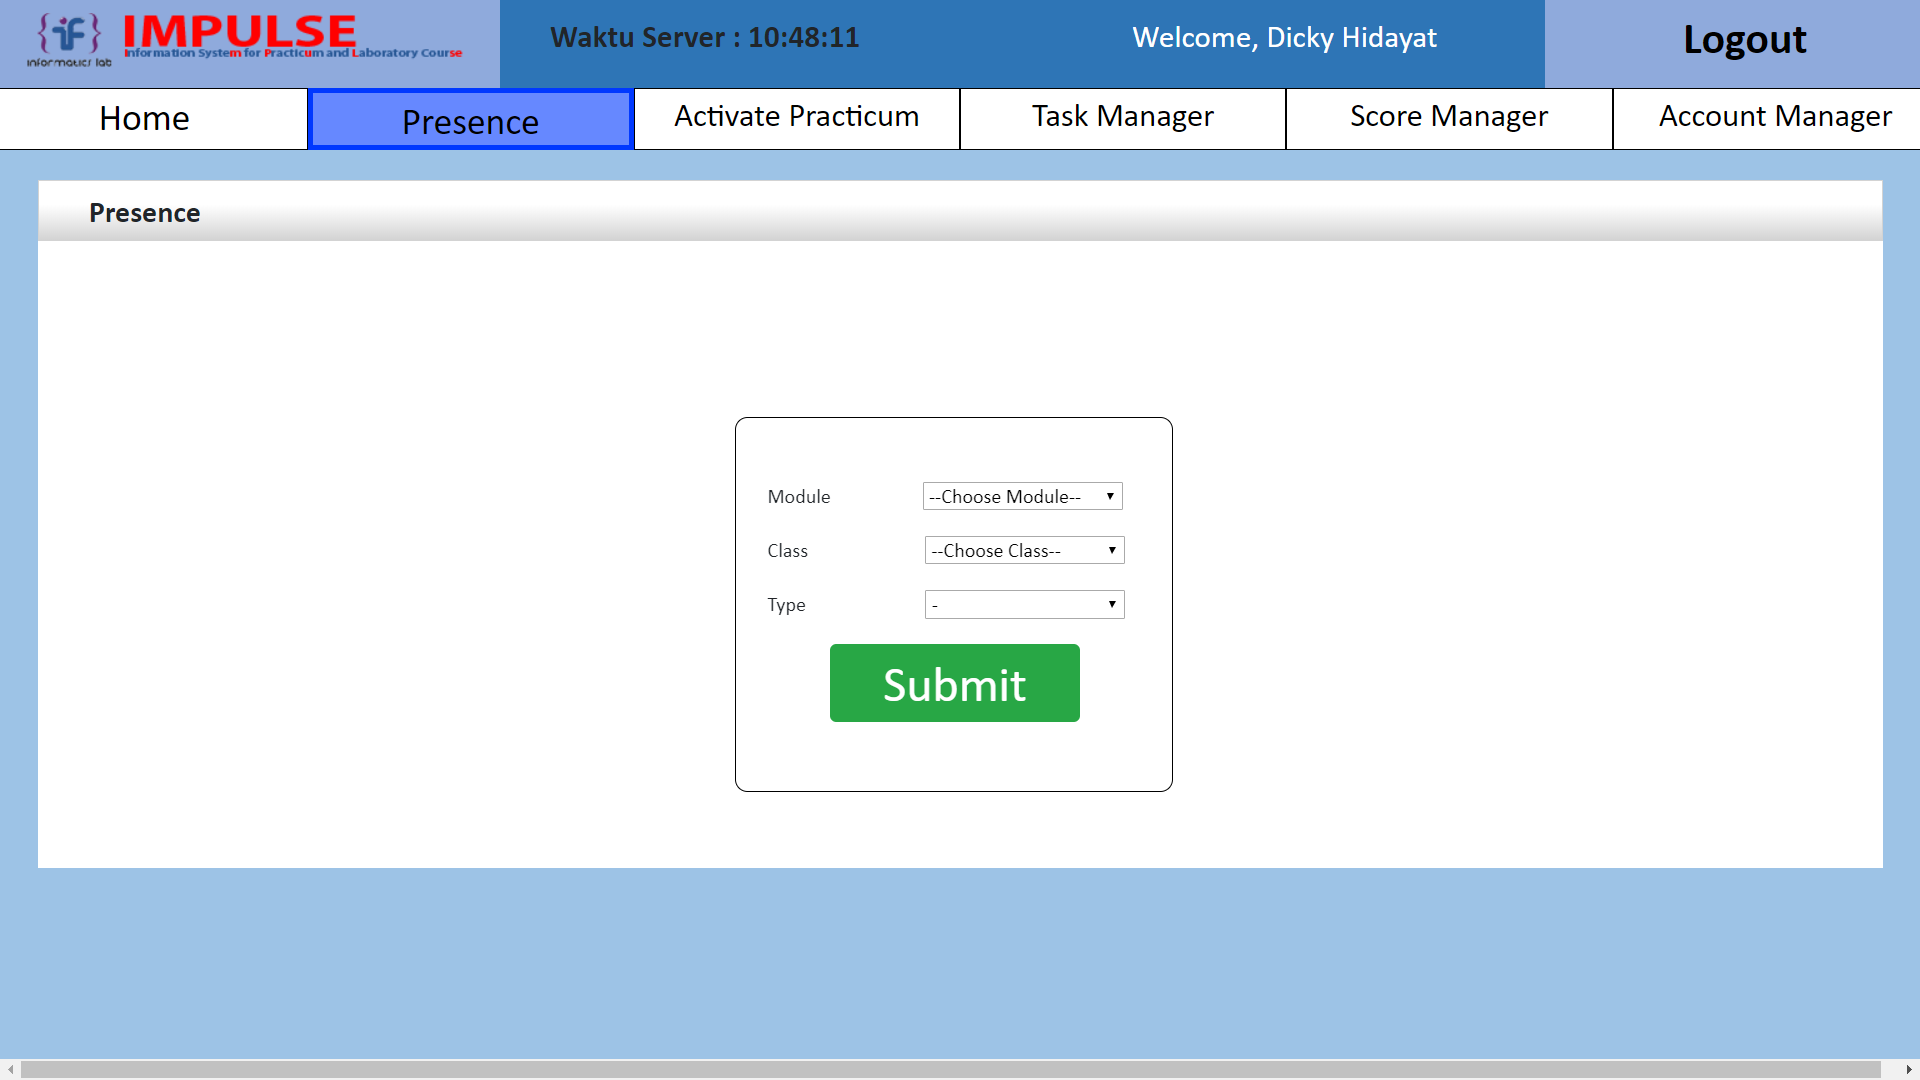 informatics lab
IMPULSE
Information System for Practicum and Laboratory Course
Waktu Server : 10:48:11
Welcome, Dicky Hidayat
Logout
Home
Presence
Activate Practicum
Task Manager
Score Manager
Account Manager
Presence
Module
--Choose Module--
Class
--Choose Class--
Type
-
Submit